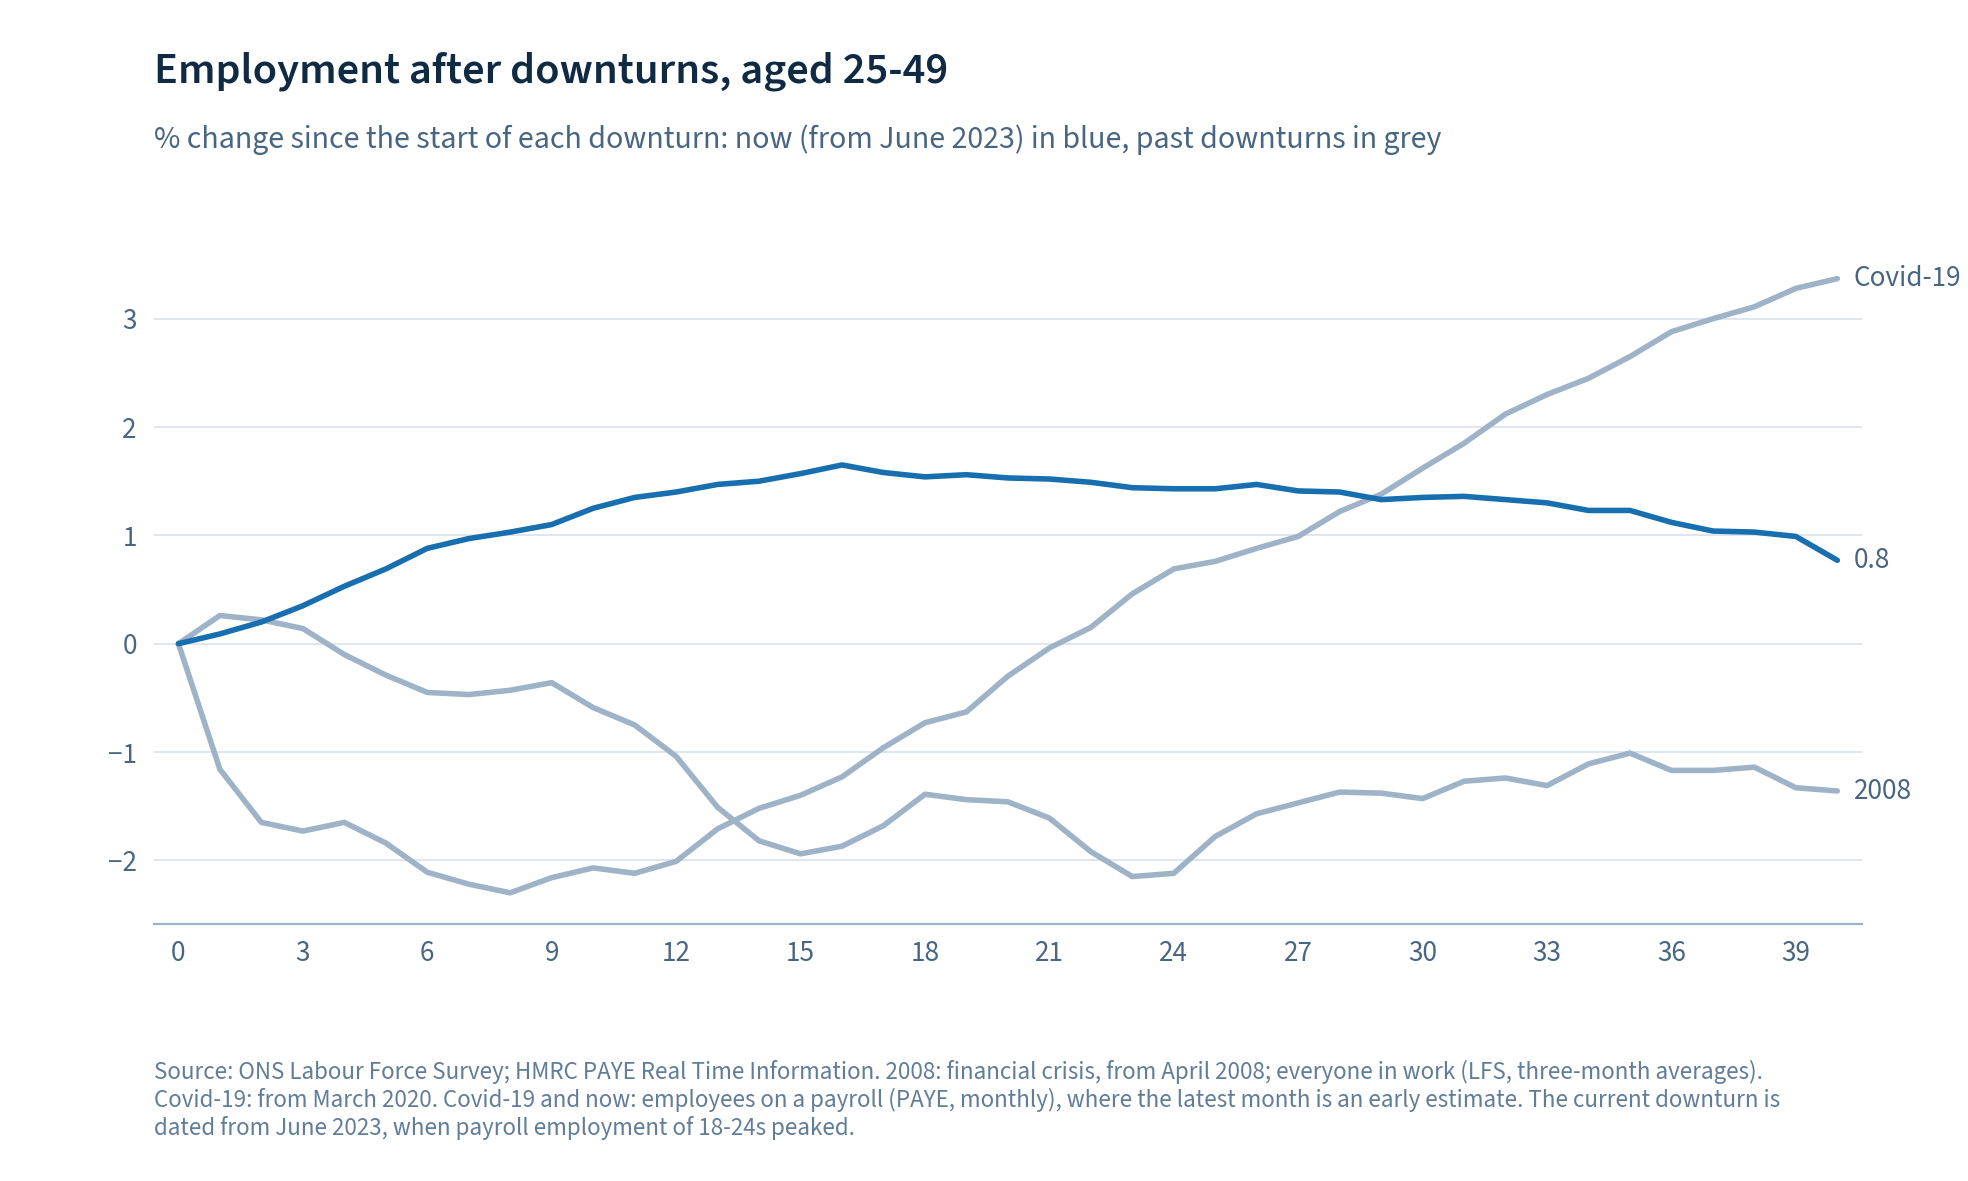 Employment after downturns, aged 25-49
% change since the start of each downturn: now (from June 2023) in blue, past downturns in grey
Covid-19
3
2
1
0.8
0
−1
2008
−2
0 3 6 9 12 15 18 21 24 27 30 33 36 39
Source: ONS Labour Force Survey; HMRC PAYE Real Time Information. 2008: financial crisis, from April 2008; everyone in work (LFS, three-month averages).
Covid-19: from March 2020. Covid-19 and now: employees on a payroll (PAYE, monthly), where the latest month is an early estimate. The current downturn is
dated from June 2023, when payroll employment of 18-24s peaked.